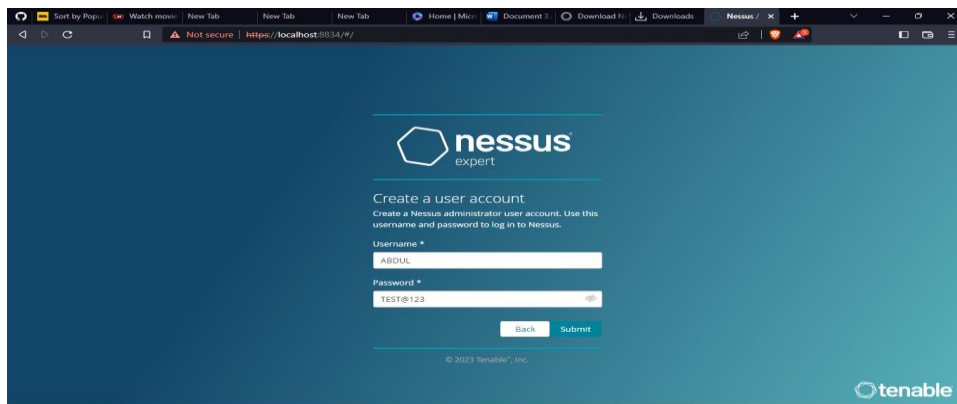 Sort by Popu
Watch movie
New Tab
New Tab
New Tab
Home | Micr
Document 3
Download N
Downloads
Nessus /
Not secure | https://localhost:8834/#/
nessus
expert
Create a user account
Create a Nessus administrator user account. Use this
username and password to log in to Nessus.
Username *
ABDUL
Password *
TEST@123
Back Submit
© 2023 Tenable™, Inc.
tenable